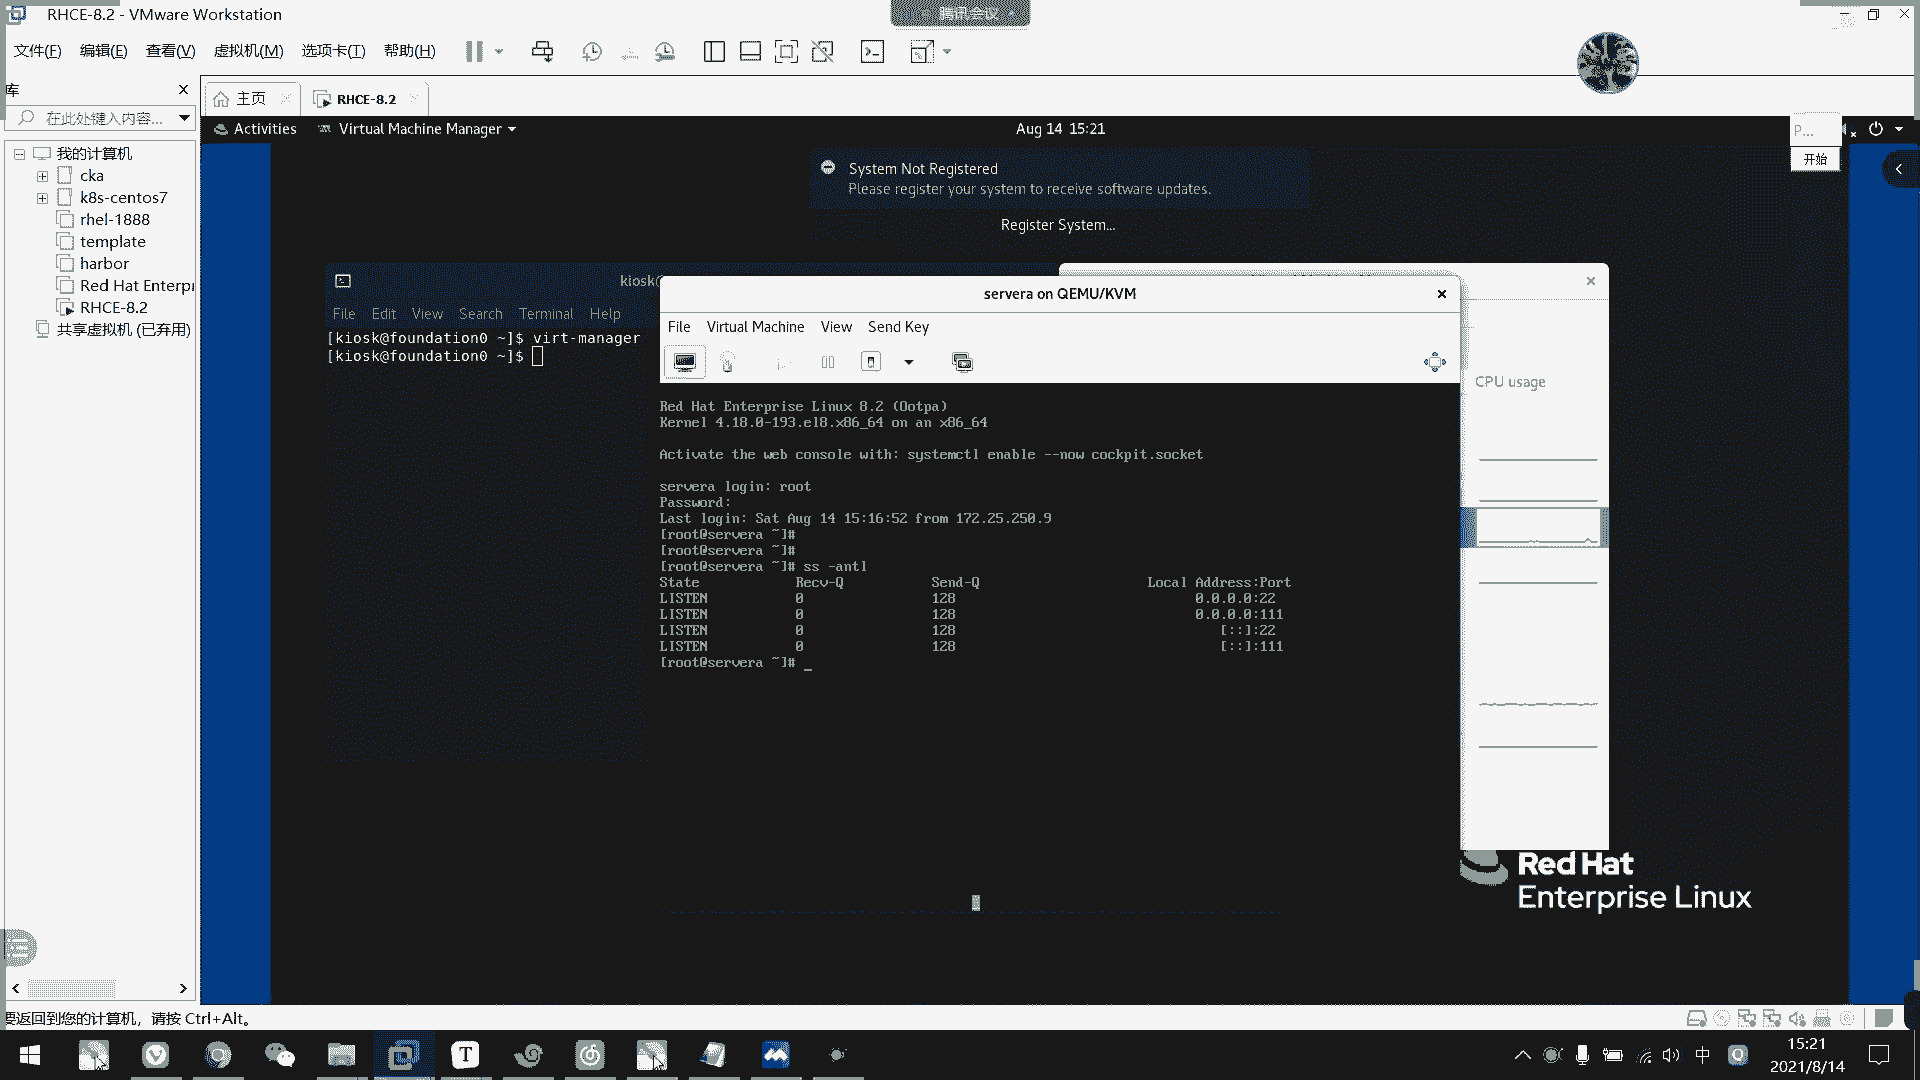 RHCE-8.2 - VMware Workstation
腾讯会议
文件(F) 编辑(E) 查看(V) 虚拟机(M) 选项卡(T) 帮助(H)
库
在此处键入内容...
主页
RHCE-8.2
我的计算机
cka
k8s-centos7
rhel-1888
template
harbor
Red Hat Enterpr
RHCE-8.2
共享虚拟机 (已弃用)
Activities
Virtual Machine Manager
Aug 14 15:21
P...
开始
System Not Registered
Please register your system to receive software updates.
Register System...
kiosk@
File Edit View Search Terminal Help
[kiosk@foundation0 ~]$ virt-manager
[kiosk@foundation0 ~]$
servera on QEMU/KVM
File Virtual Machine View Send Key
CPU usage
Red Hat Enterprise Linux 8.2 (Ootpa)
Kernel 4.18.0-193.el8.x86_64 on an x86_64
Activate the web console with: systemctl enable --now cockpit.socket
servera login: root
Password:
Last login: Sat Aug 14 15:16:52 from 172.25.250.9
[root@servera ~]#
[root@servera ~]#
[root@servera ~]# ss -antl
State Recv-Q Send-Q Local Address:Port
LISTEN 0 128 0.0.0.0:22
LISTEN 0 128 0.0.0.0:111
LISTEN 0 128 [::]:22
LISTEN 0 128 [::]:111
[root@servera ~]# _
Red Hat
Enterprise Linux
要返回到您的计算机，请按 Ctrl+Alt。
中
15:21
2021/8/14